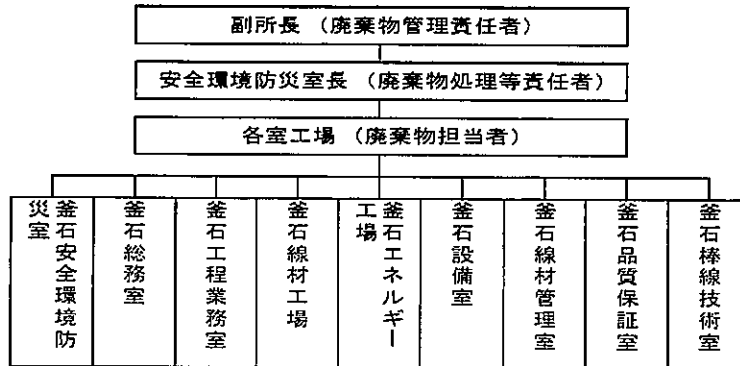 副所長（廃棄物管理責任者）
安全環境防災室長（廃棄物処理等責任者）
各室工場（廃棄物担当者）
釜石安全環境防
災室
釜石総務室
釜石工程業務室
釜石線材工場
釜石エネルギー
工場
釜石設備室
釜石線材管理室
釜石品質保証室
釜石棒線技術室